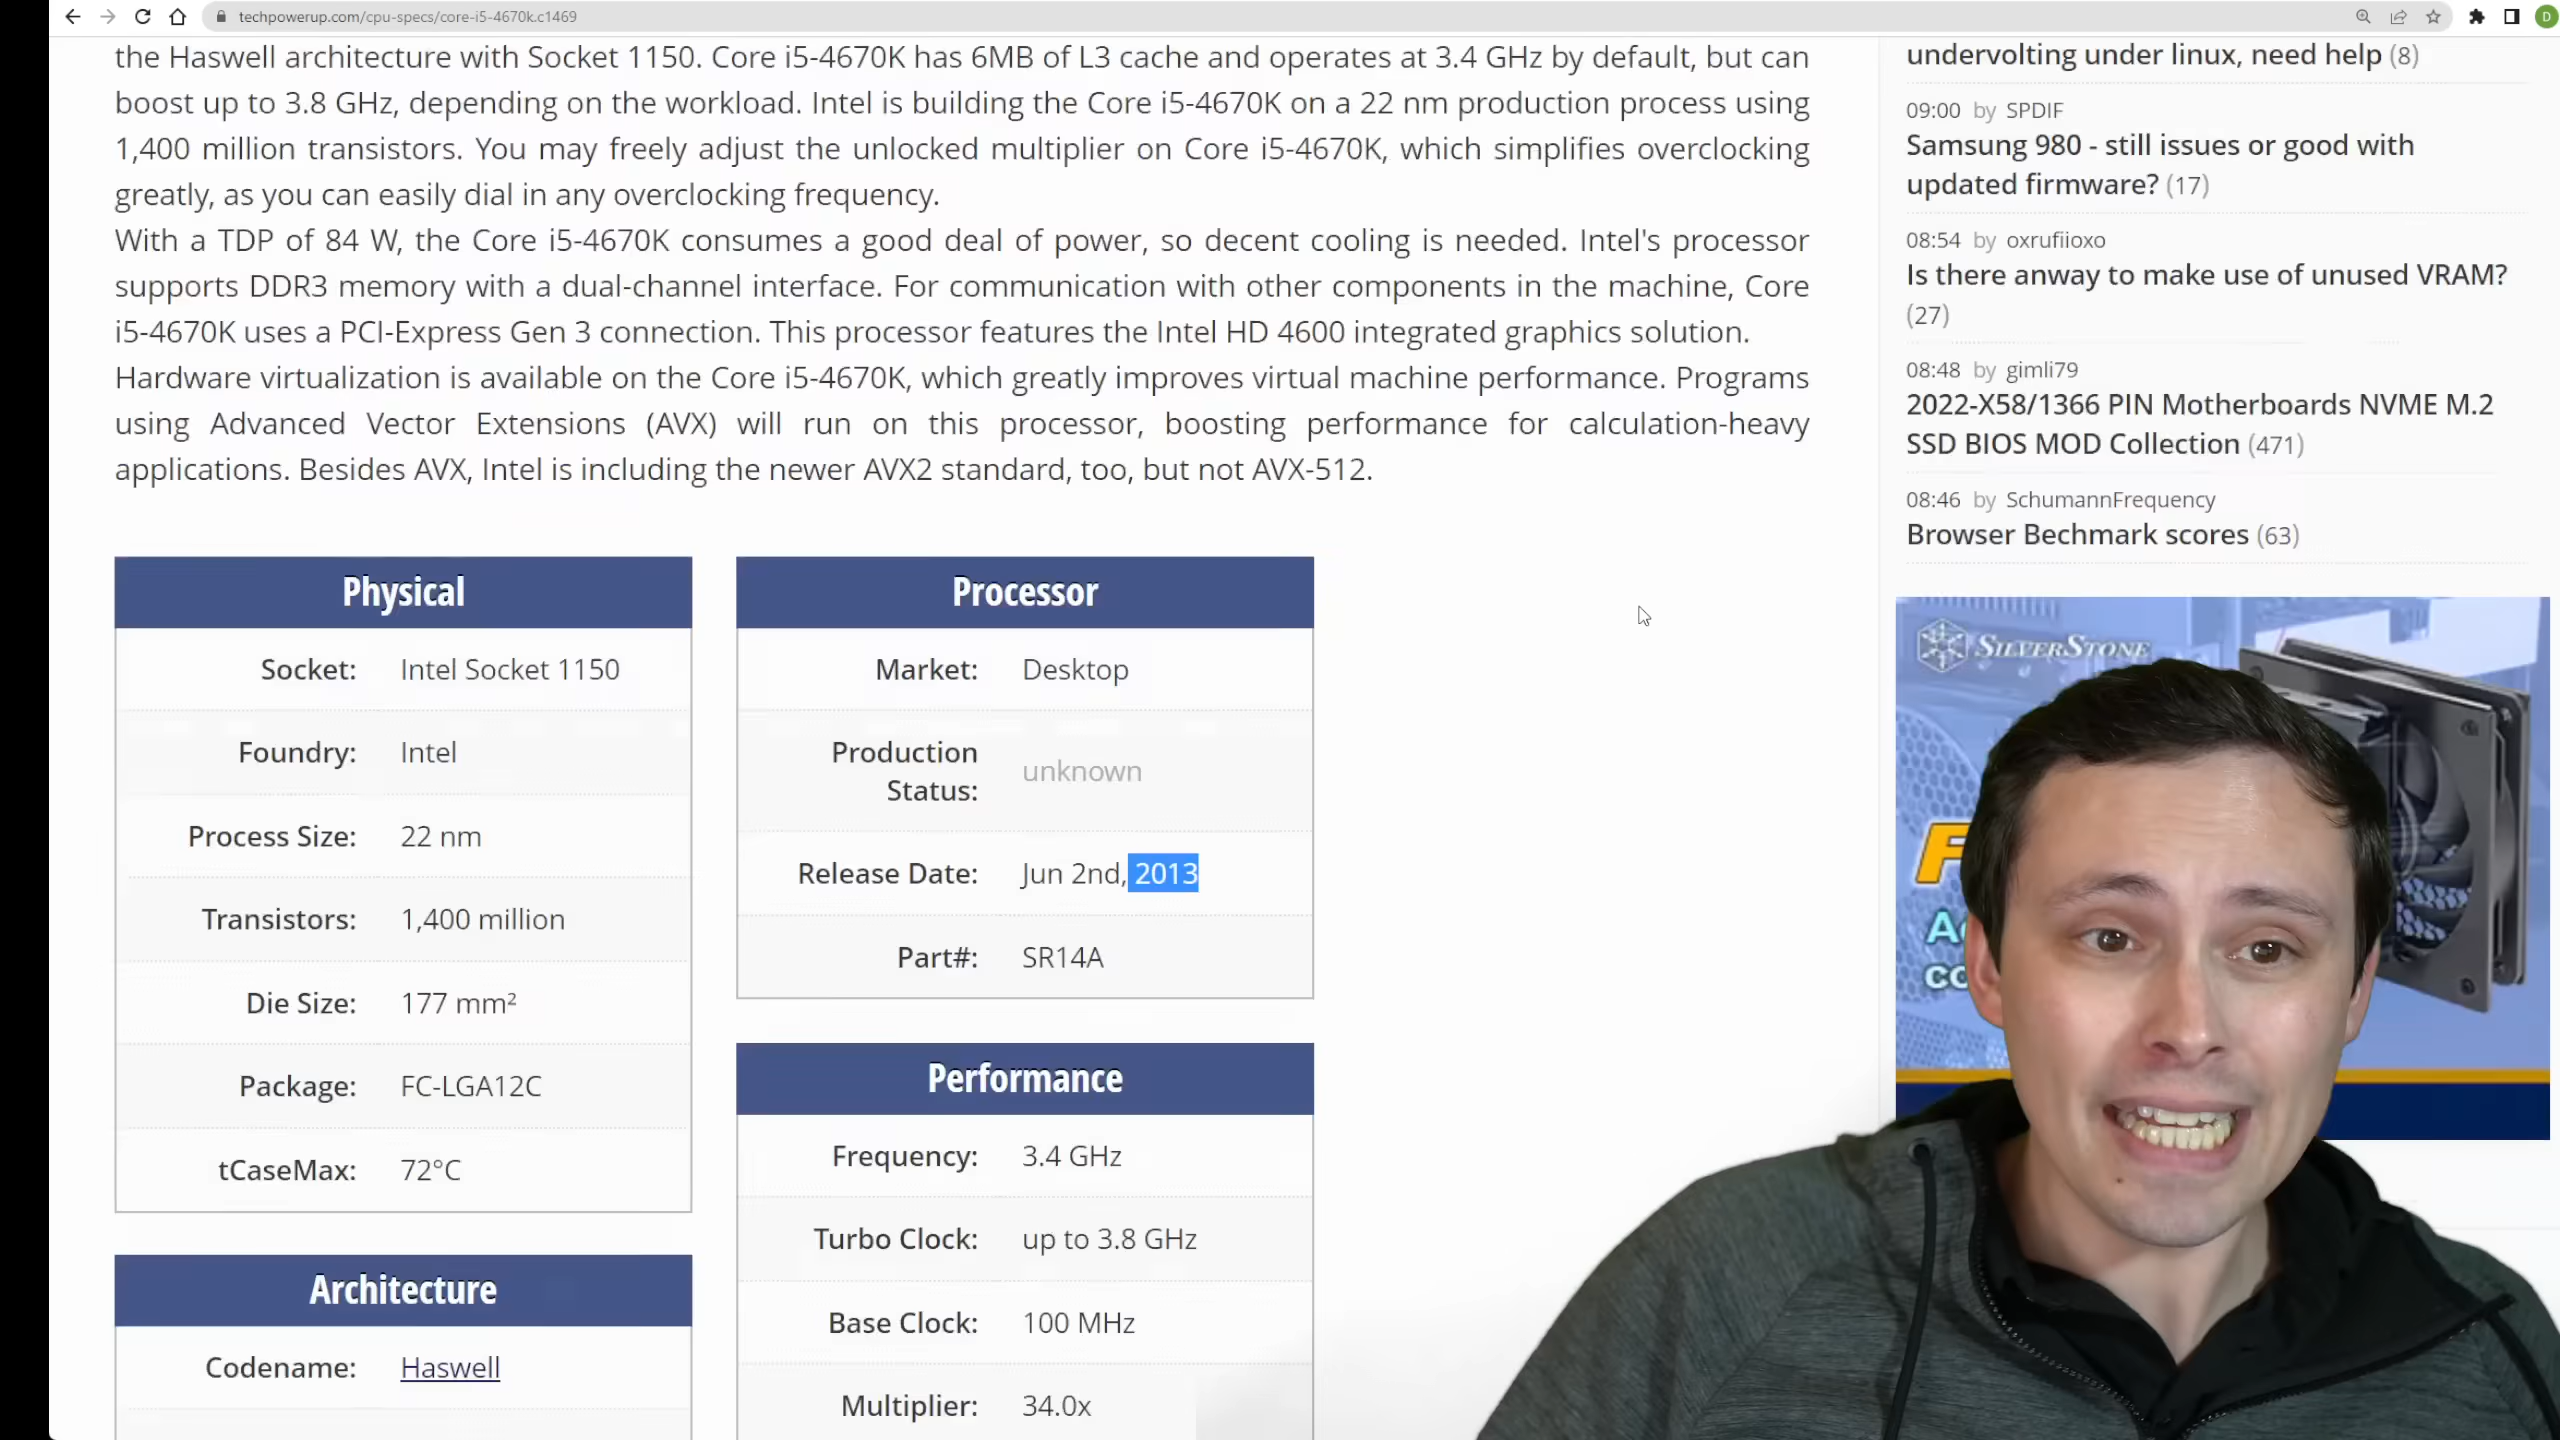 techpowerup.com/cpu-specs/core-i5-4670k.c1469
D
the Haswell architecture with Socket 1150. Core i5-4670K has 6MB of L3 cache and operates at 3.4 GHz by default, but can
boost up to 3.8 GHz, depending on the workload. Intel is building the Core i5-4670K on a 22 nm production process using
1,400 million transistors. You may freely adjust the unlocked multiplier on Core i5-4670K, which simplifies overclocking
greatly, as you can easily dial in any overclocking frequency.
With a TDP of 84 W, the Core i5-4670K consumes a good deal of power, so decent cooling is needed. Intel's processor
supports DDR3 memory with a dual-channel interface. For communication with other components in the machine, Core
i5-4670K uses a PCI-Express Gen 3 connection. This processor features the Intel HD 4600 integrated graphics solution.
Hardware virtualization is available on the Core i5-4670K, which greatly improves virtual machine performance. Programs
using Advanced Vector Extensions (AVX) will run on this processor, boosting performance for calculation-heavy
applications. Besides AVX, Intel is including the newer AVX2 standard, too, but not AVX-512.
Physical
Socket: Intel Socket 1150
Foundry: Intel
Process Size: 22 nm
Transistors: 1,400 million
Die Size: 177 mm²
Package: FC-LGA12C
tCaseMax: 72°C
Architecture
Codename: Haswell
Processor
Market: Desktop
Production
Status: unknown
Release Date: Jun 2nd, 2013
Part#: SR14A
Performance
Frequency: 3.4 GHz
Turbo Clock: up to 3.8 GHz
Base Clock: 100 MHz
Multiplier: 34.0x
undervolting under linux, need help (8)
09:00 by SPDIF
Samsung 980 - still issues or good with
updated firmware? (17)
08:54 by oxrufiioxo
Is there anway to make use of unused VRAM?
(27)
08:48 by gimli79
2022-X58/1366 PIN Motherboards NVME M.2
SSD BIOS MOD Collection (471)
08:46 by SchumannFrequency
Browser Bechmark scores (63)
SILVERSTONE